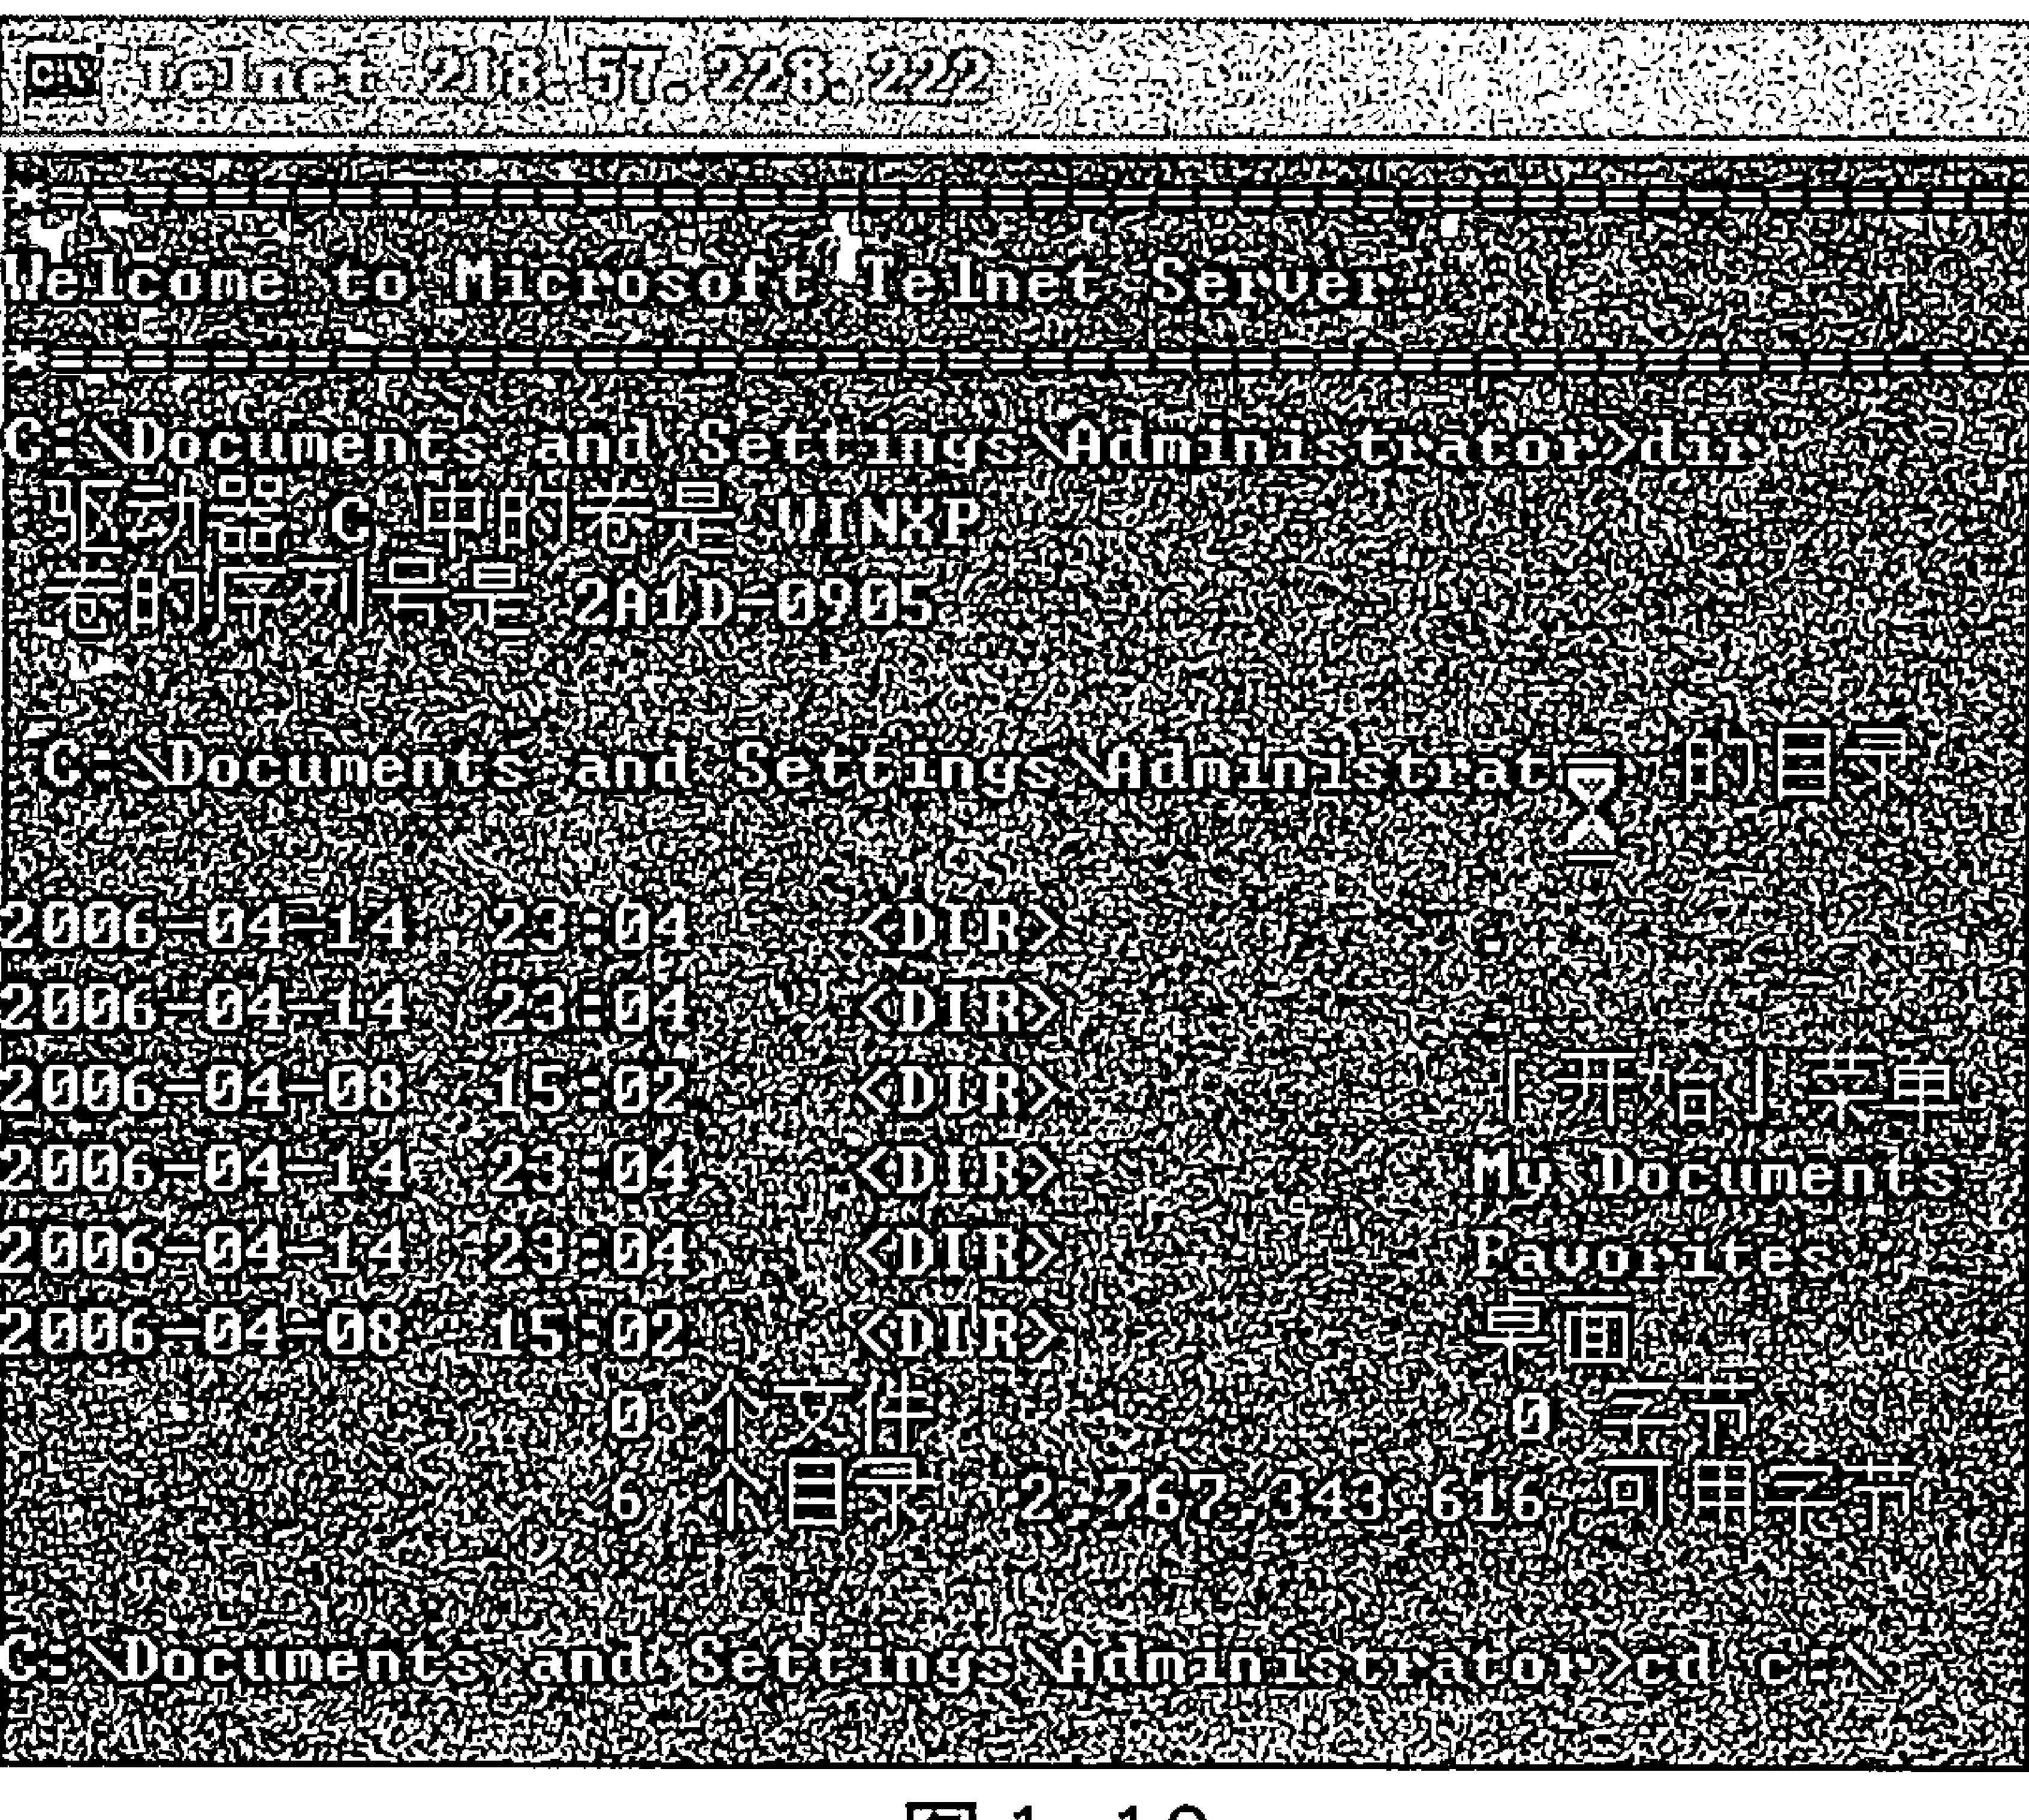 Telnet 218.57.228.222
*==================================================
Welcome to Microsoft Telnet Server.
*==================================================
C:\Documents and Settings\Administrator>dir
驱动器 C 中的卷是 WINXP
卷的序列号是 2A1D-0905
C:\Documents and Settings\Administrat 的目录
2006-04-14  23:04    <DIR>          .
2006-04-14  23:04    <DIR>          ..
2006-04-08  15:02    <DIR>          「开始」菜单
2006-04-14  23:04    <DIR>          My Documents
2006-04-14  23:04    <DIR>          Favorites
2006-04-08  15:02    <DIR>          桌面
0 个文件              0 字节
6 个目录  2,767,343,616 可用字节
C:\Documents and Settings\Administrator>cd c:\